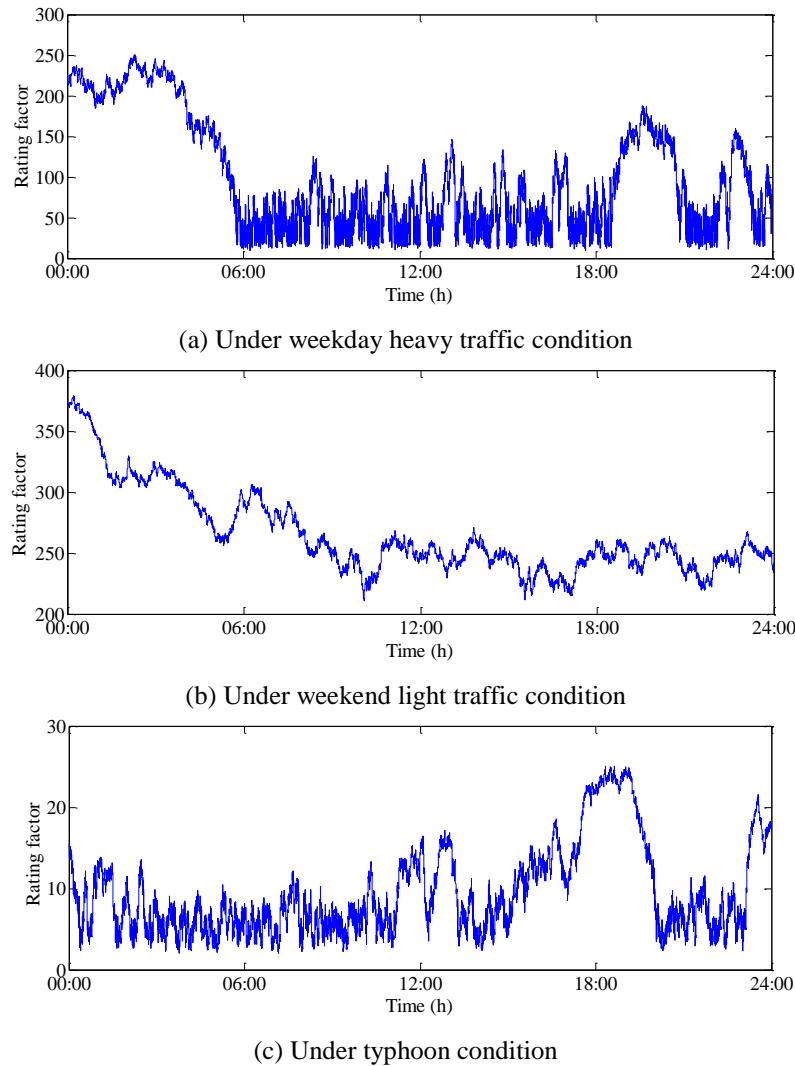 300
250
200
150
100
50
0
Rating factor
00:00 06:00 12:00 18:00 24:00
Time (h)
(a) Under weekday heavy traffic condition
400
350
300
250
200
Rating factor
00:00 06:00 12:00 18:00 24:00
Time (h)
(b) Under weekend light traffic condition
30
20
10
0
Rating factor
00:00 06:00 12:00 18:00 24:00
Time (h)
(c) Under typhoon condition